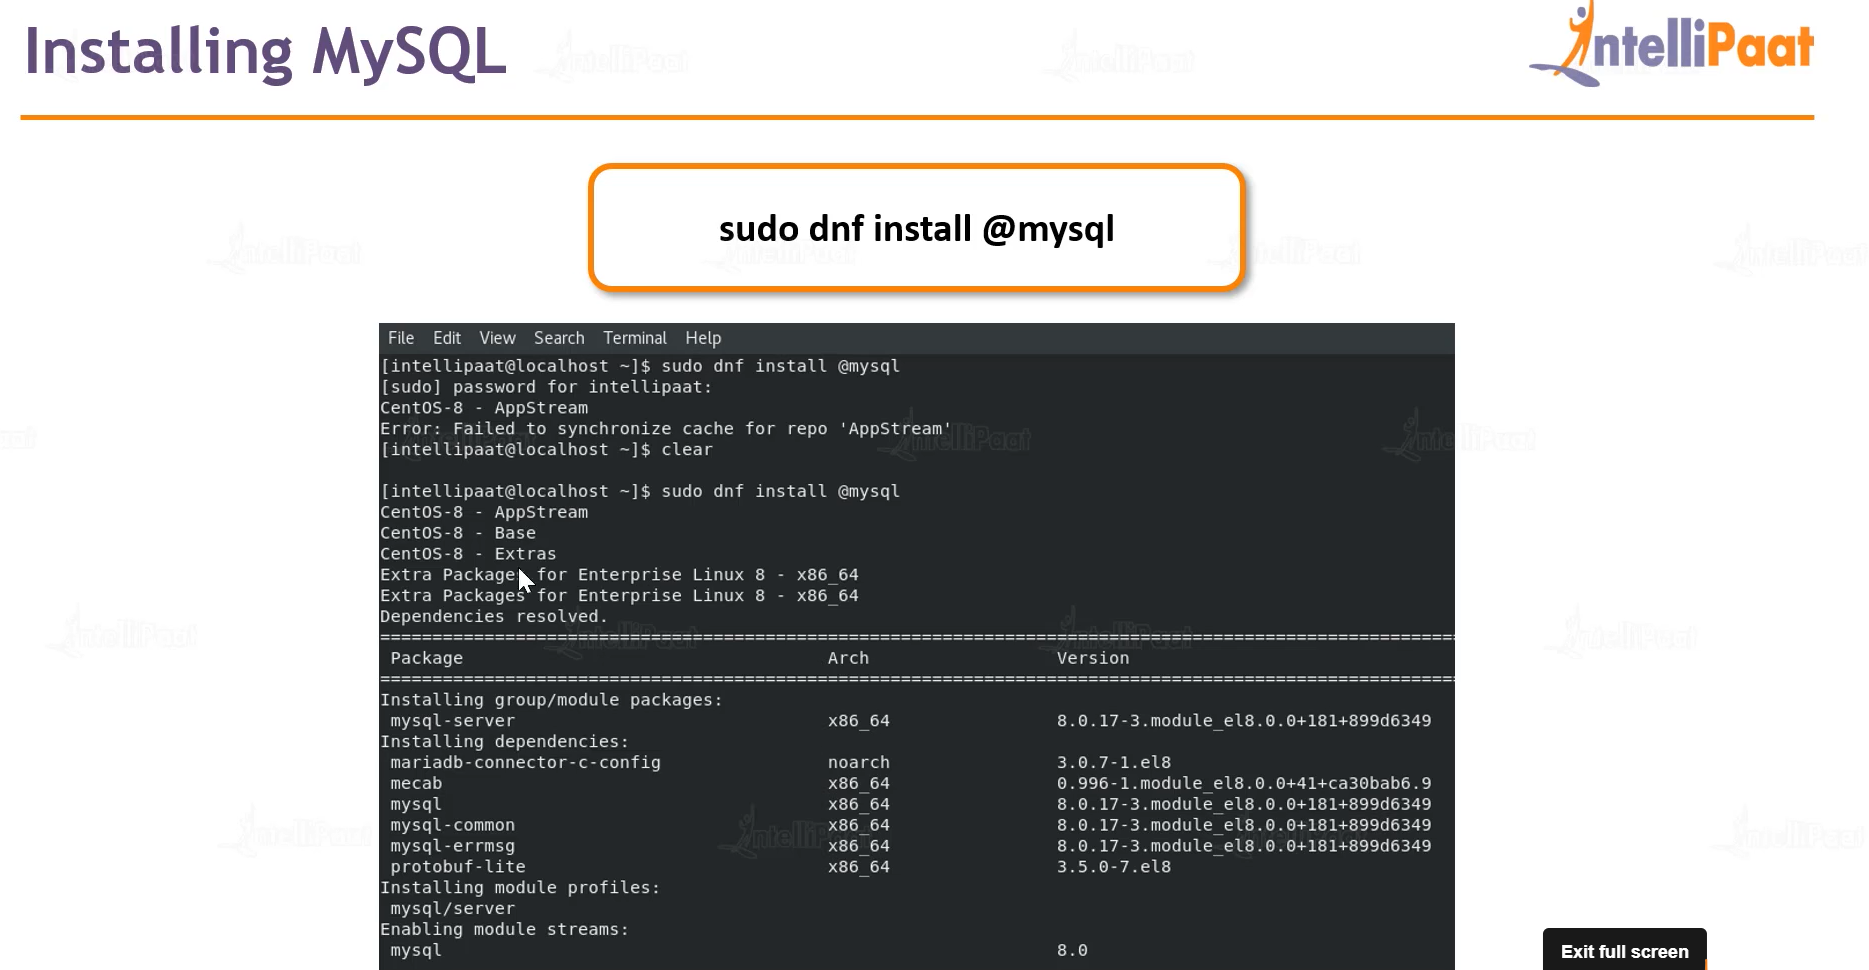 Installing MySQL
IntelliPaat
sudo dnf install @mysql
File Edit View Search Terminal Help
[intellipaat@localhost ~]$ sudo dnf install @mysql
[sudo] password for intellipaat:
CentOS-8 - AppStream
Error: Failed to synchronize cache for repo 'AppStream'
[intellipaat@localhost ~]$ clear
[intellipaat@localhost ~]$ sudo dnf install @mysql
CentOS-8 - AppStream
CentOS-8 - Base
CentOS-8 - Extras
Extra Packages for Enterprise Linux 8 - x86_64
Extra Packages for Enterprise Linux 8 - x86_64
Dependencies resolved.
Package Arch Version
Installing group/module packages:
mysql-server x86_64 8.0.17-3.module_el8.0.0+181+899d6349
Installing dependencies:
mariadb-connector-c-config noarch 3.0.7-1.el8
mecab x86_64 0.996-1.module_el8.0.0+41+ca30bab6.9
mysql x86_64 8.0.17-3.module_el8.0.0+181+899d6349
mysql-common x86_64 8.0.17-3.module_el8.0.0+181+899d6349
mysql-errmsg x86_64 8.0.17-3.module_el8.0.0+181+899d6349
protobuf-lite x86_64 3.5.0-7.el8
Installing module profiles:
mysql/server
Enabling module streams:
mysql 8.0
Exit full screen